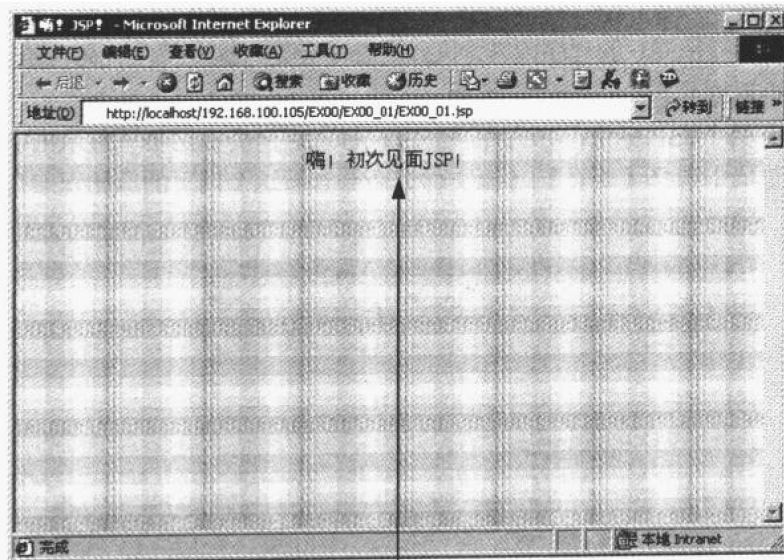 嗨! JSP! - Microsoft Internet Explorer
文件(F) 编辑(E) 查看(V) 收藏(A) 工具(T) 帮助(H)
后退 搜索 收藏 历史
地址(D) http://localhost/192.168.100.105/EX00/EX00_01/EX00_01.jsp 转到 链接 »
嗨! 初次见面JSP!
完成 本地 Intranet